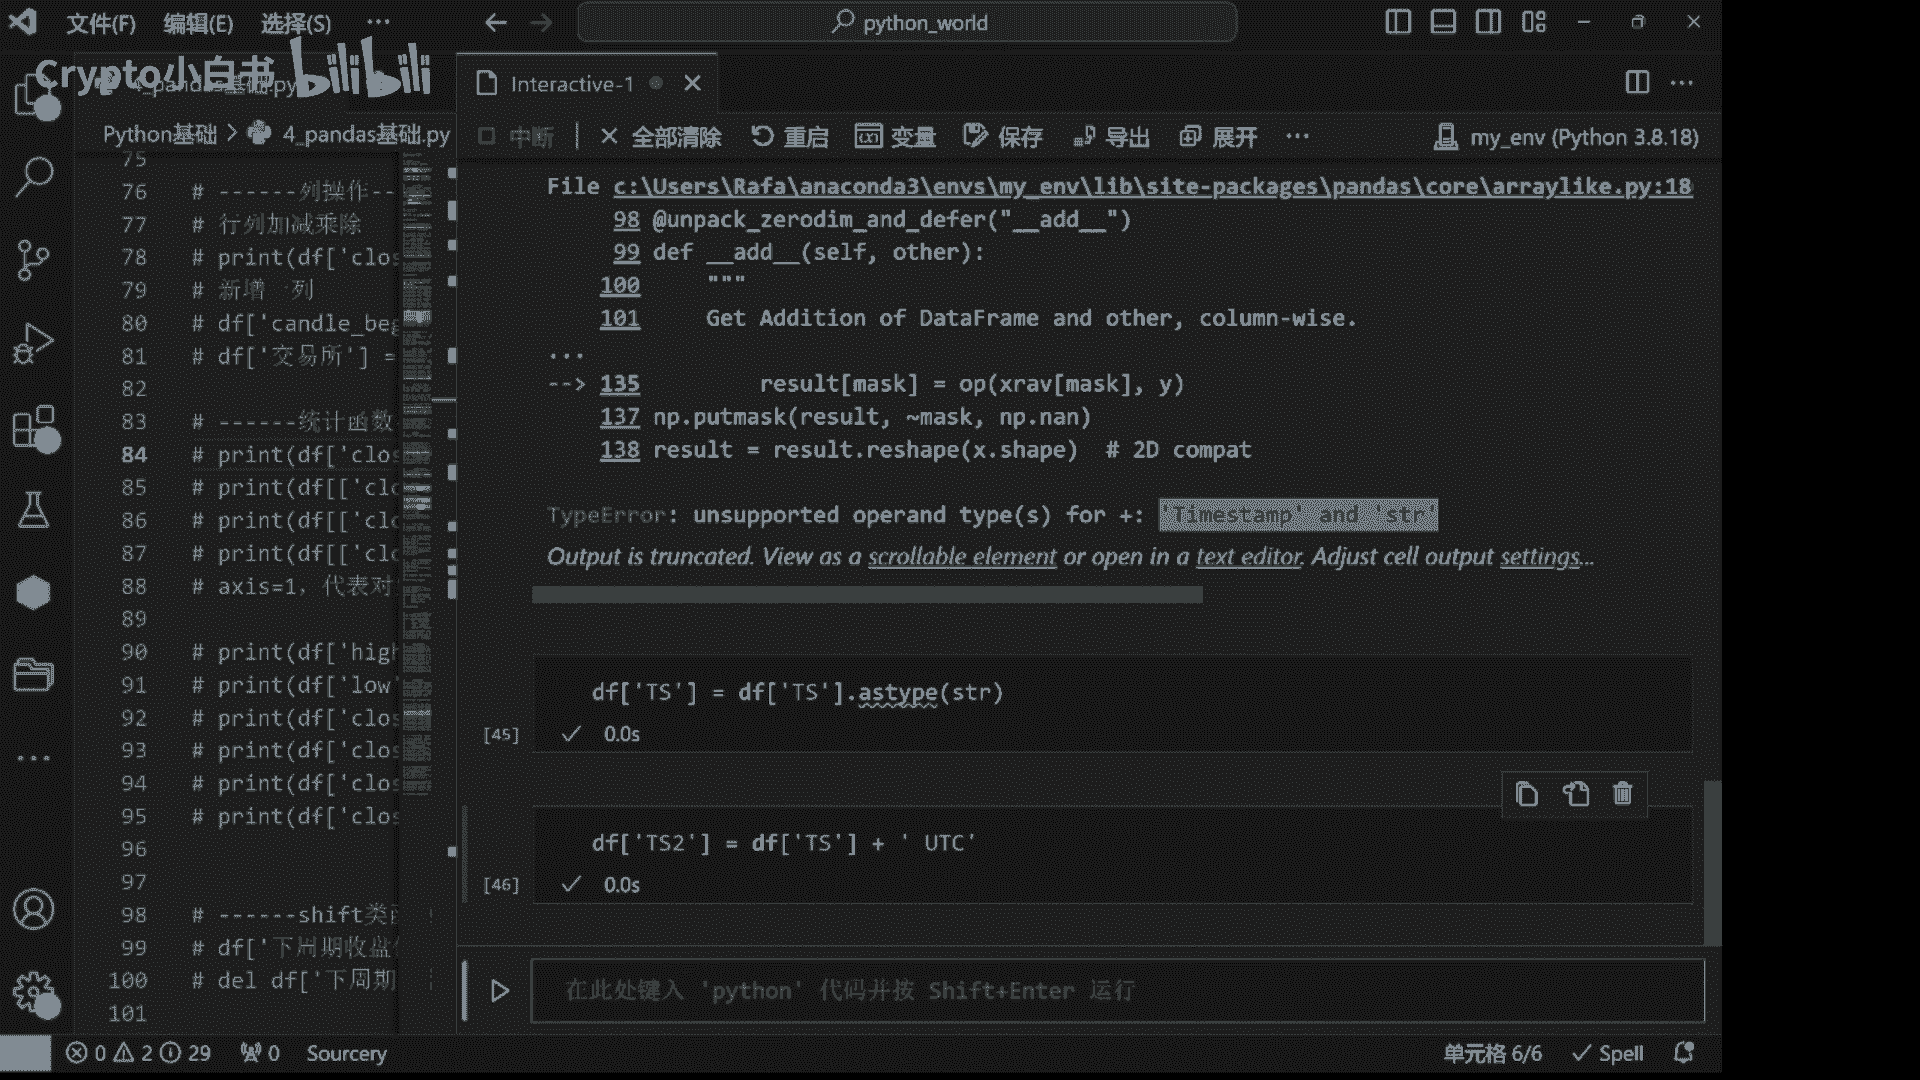 文件(F) 编辑(E) 选择(S) ··· python_world
Crypto小白书 bilibili
4_pandas基础.py
Interactive-1
Python基础 > 4_pandas基础.py
中断 | 全部清除 重启 变量 保存 导出 展开 ··· my_env (Python 3.8.18)
75
76 # ------列操作--
77 # 行列加减乘除
78 # print(df['clos
79 # 新增一列
80 # df['candle_beg
81 # df['交易所'] =
82
83 # ------统计函数
84 # print(df['clos
85 # print(df[['clo
86 # print(df[['clo
87 # print(df[['clo
88 # axis=1，代表对
89
90 # print(df['high
91 # print(df['low'
92 # print(df['clos
93 # print(df['clos
94 # print(df['clos
95 # print(df['clos
96
97
98 # ------shift类
99 # df['下周期收盘
100 # del df['下周期
101
File c:\Users\Rafa\anaconda3\envs\my_env\lib\site-packages\pandas\core\arraylike.py:18
98 @unpack_zerodim_and_defer("__add__")
99 def __add__(self, other):
100 """
101 Get Addition of DataFrame and other, column-wise.
...
--> 135 result[mask] = op(xrav[mask], y)
137 np.putmask(result, ~mask, np.nan)
138 result = result.reshape(x.shape) # 2D compat
TypeError: unsupported operand type(s) for +: 'Timestamp' and 'str'
Output is truncated. View as a scrollable element or open in a text editor. Adjust cell output settings...
df['TS'] = df['TS'].astype(str)
[45] ✓ 0.0s
df['TS2'] = df['TS'] + ' UTC'
[46] ✓ 0.0s
在此处键入 'python' 代码并按 Shift+Enter 运行
0 2 29 0 Sourcery 单元格 6/6 ✓ Spell